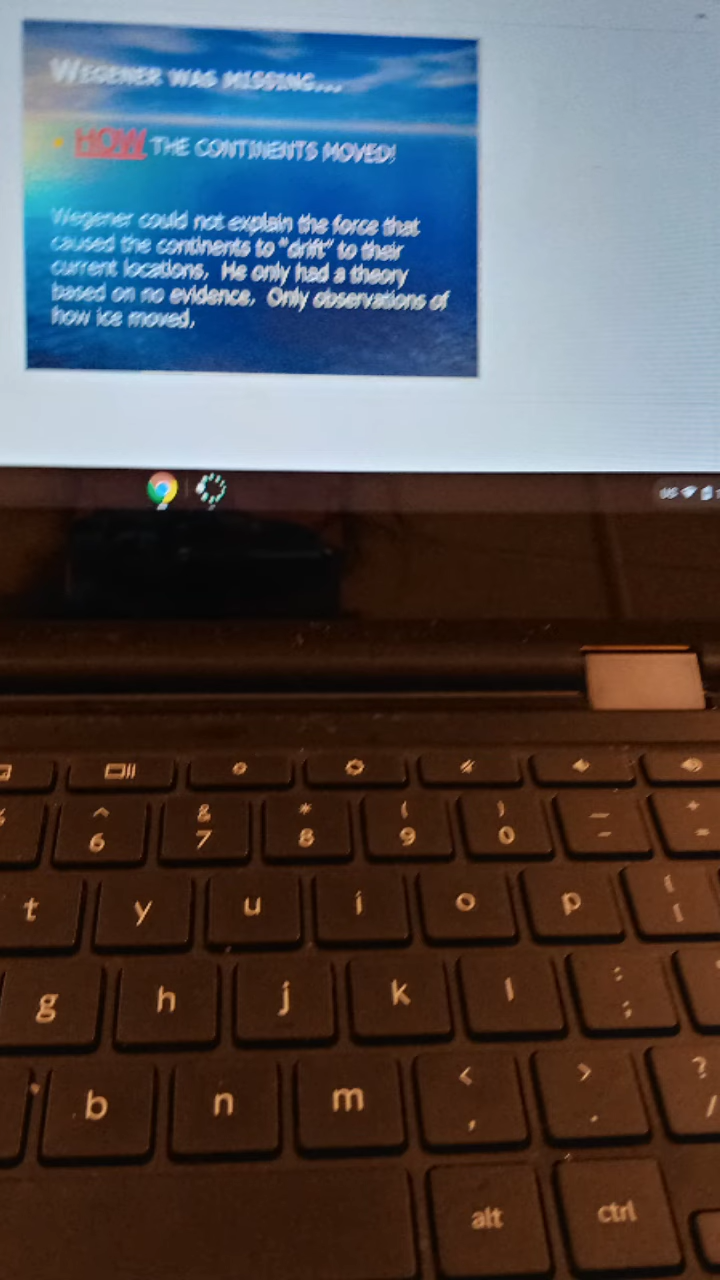 WEGENER WAS MISSING...
HOW THE CONTINENTS MOVED!
Wegener could not explain the force that
caused the continents to "drift" to their
current locations. He only had a theory
based on no evidence. Only observations of
how ice moved.
US
^ & * ( ) — +
6 7 8 9 0 - =
t y u i o p { [
g h j k l : ;
b n m < , > . ? /
alt ctrl